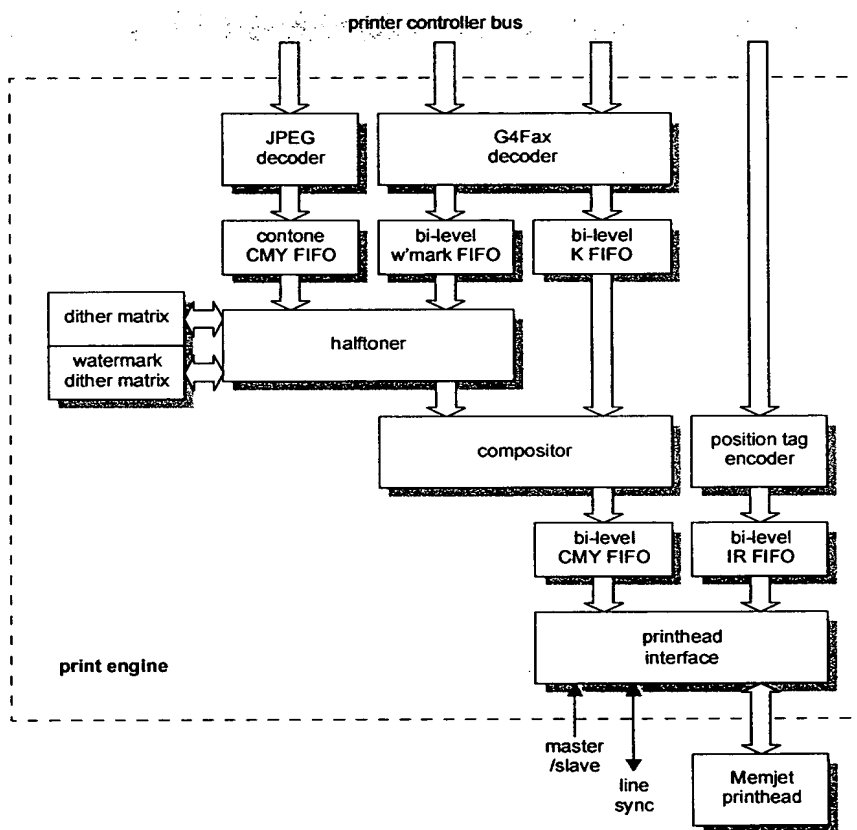 printer controller bus
JPEG
decoder
G4Fax
decoder
contone
CMY FIFO
bi-level
w'mark FIFO
bi-level
K FIFO
dither matrix
watermark
dither matrix
halftoner
compositor
position tag
encoder
bi-level
CMY FIFO
bi-level
IR FIFO
printhead
interface
print engine
master
/slave
line
sync
Memjet
printhead